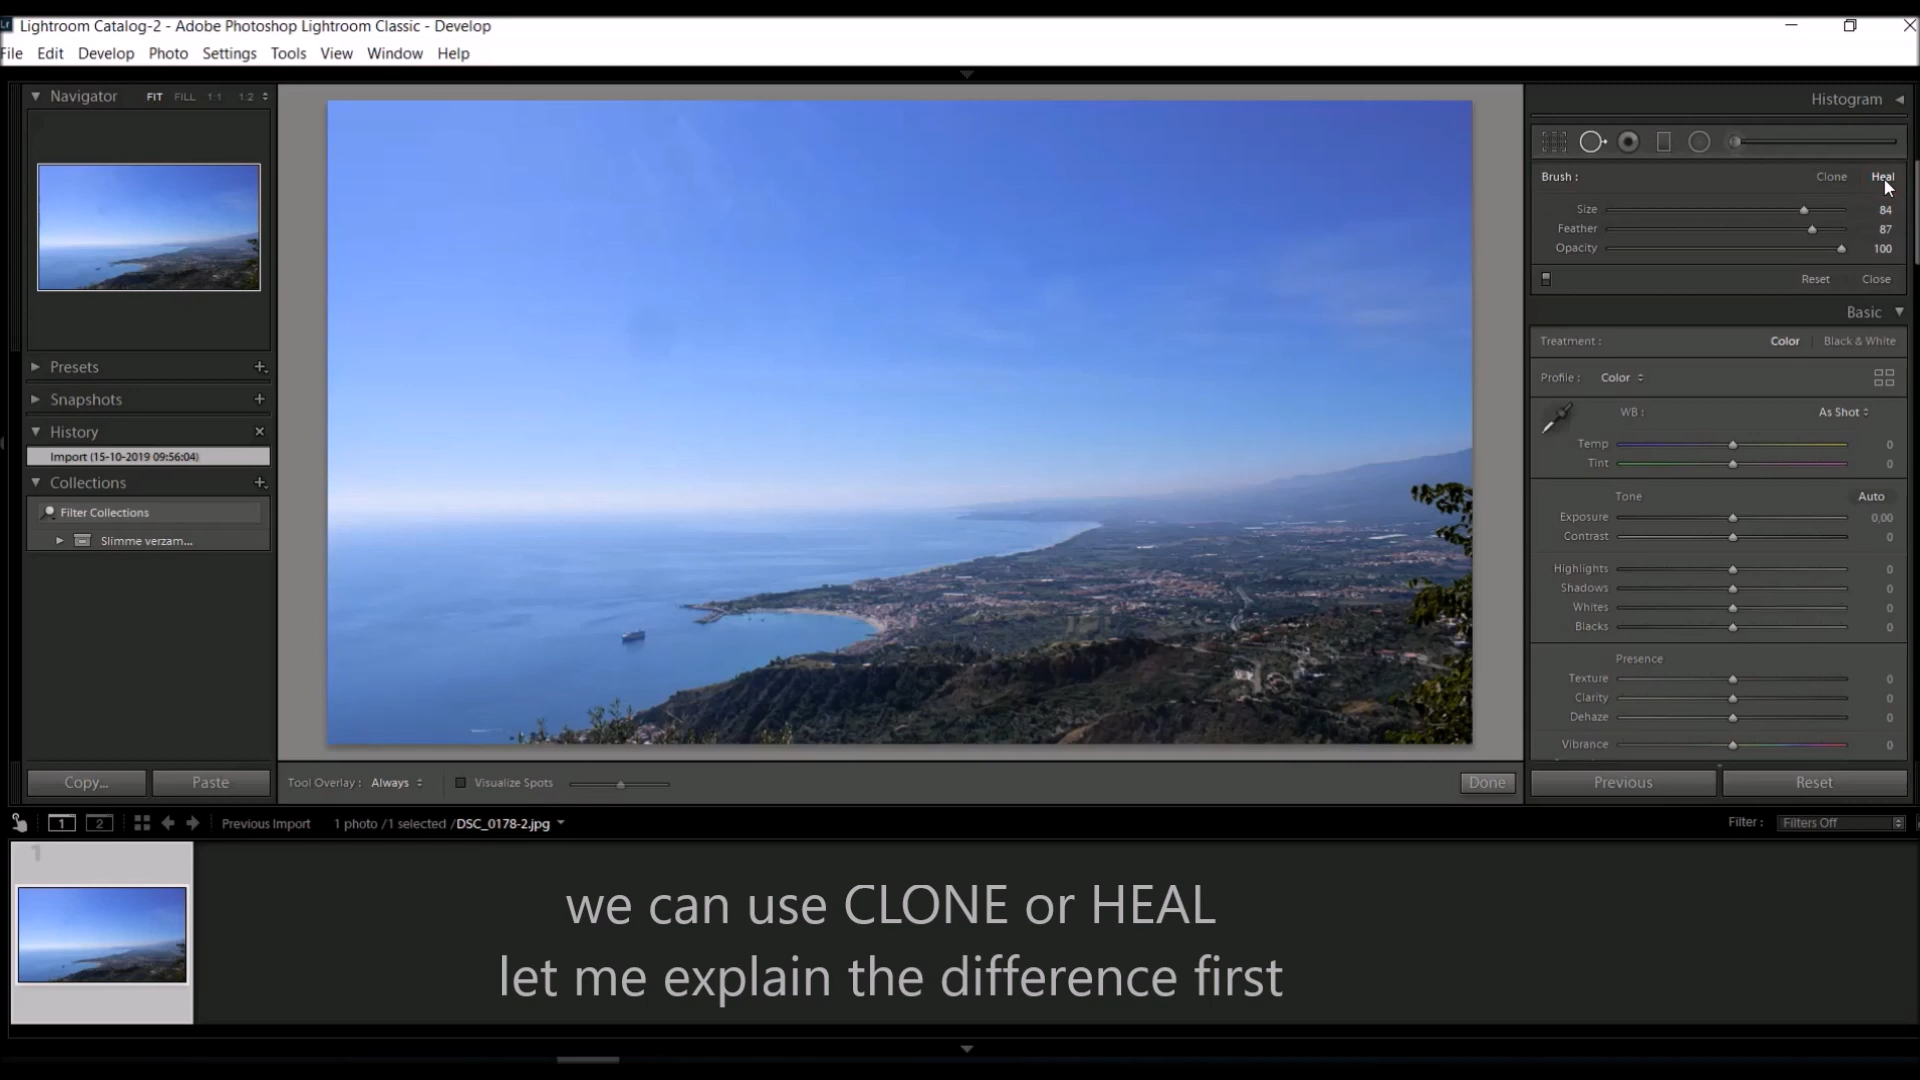 Lr Lightroom Catalog-2 - Adobe Photoshop Lightroom Classic - Develop
File Edit Develop Photo Settings Tools View Window Help
Navigator FIT FILL 1:1 1:2
Histogram
Brush : Clone Heal
Size 84
Feather 87
Opacity 100
Reset Close
Basic
Treatment : Color Black & White
Profile : Color
WB : As Shot
Temp 0
Tint 0
Tone Auto
Exposure 0,00
Contrast 0
Highlights 0
Shadows 0
Whites 0
Blacks 0
Presence
Texture 0
Clarity 0
Dehaze 0
Vibrance 0
Presets
Snapshots
History
Import (15-10-2019 09:56:04)
Collections
Filter Collections
Slimme verzam...
Copy... Paste
Tool Overlay : Always Visualize Spots Done
Previous Reset
1 2 Previous Import 1 photo /1 selected /DSC_0178-2.jpg Filter : Filters Off
1
we can use CLONE or HEAL
let me explain the difference first